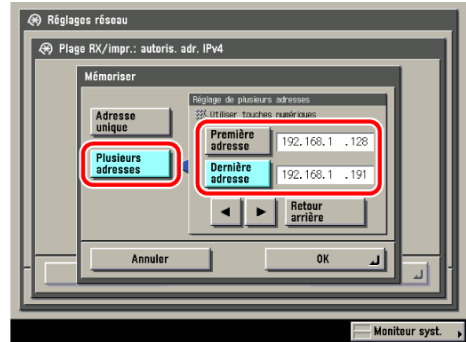 Réglages réseau
Plage RX/impr.: autoris. adr. IPv4
Mémoriser
Réglage de plusieurs adresses
Utiliser touches numériques
Adresse
unique
Première
adresse
192.168.1 .128
Plusieurs
adresses
Dernière
adresse
192.168.1 .191
Retour
arrière
Annuler
OK
Moniteur syst.